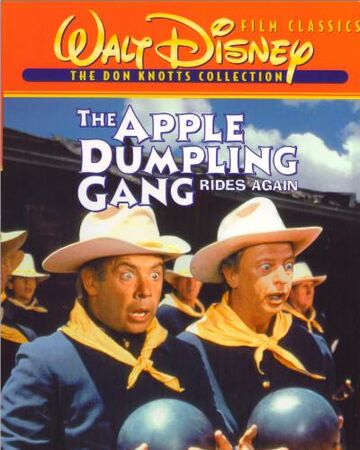 FILM CLASSICS
WALT DISNEY
THE DON KNOTTS COLLECTION
THE APPLE
DUMPLING
GANG RIDES AGAIN